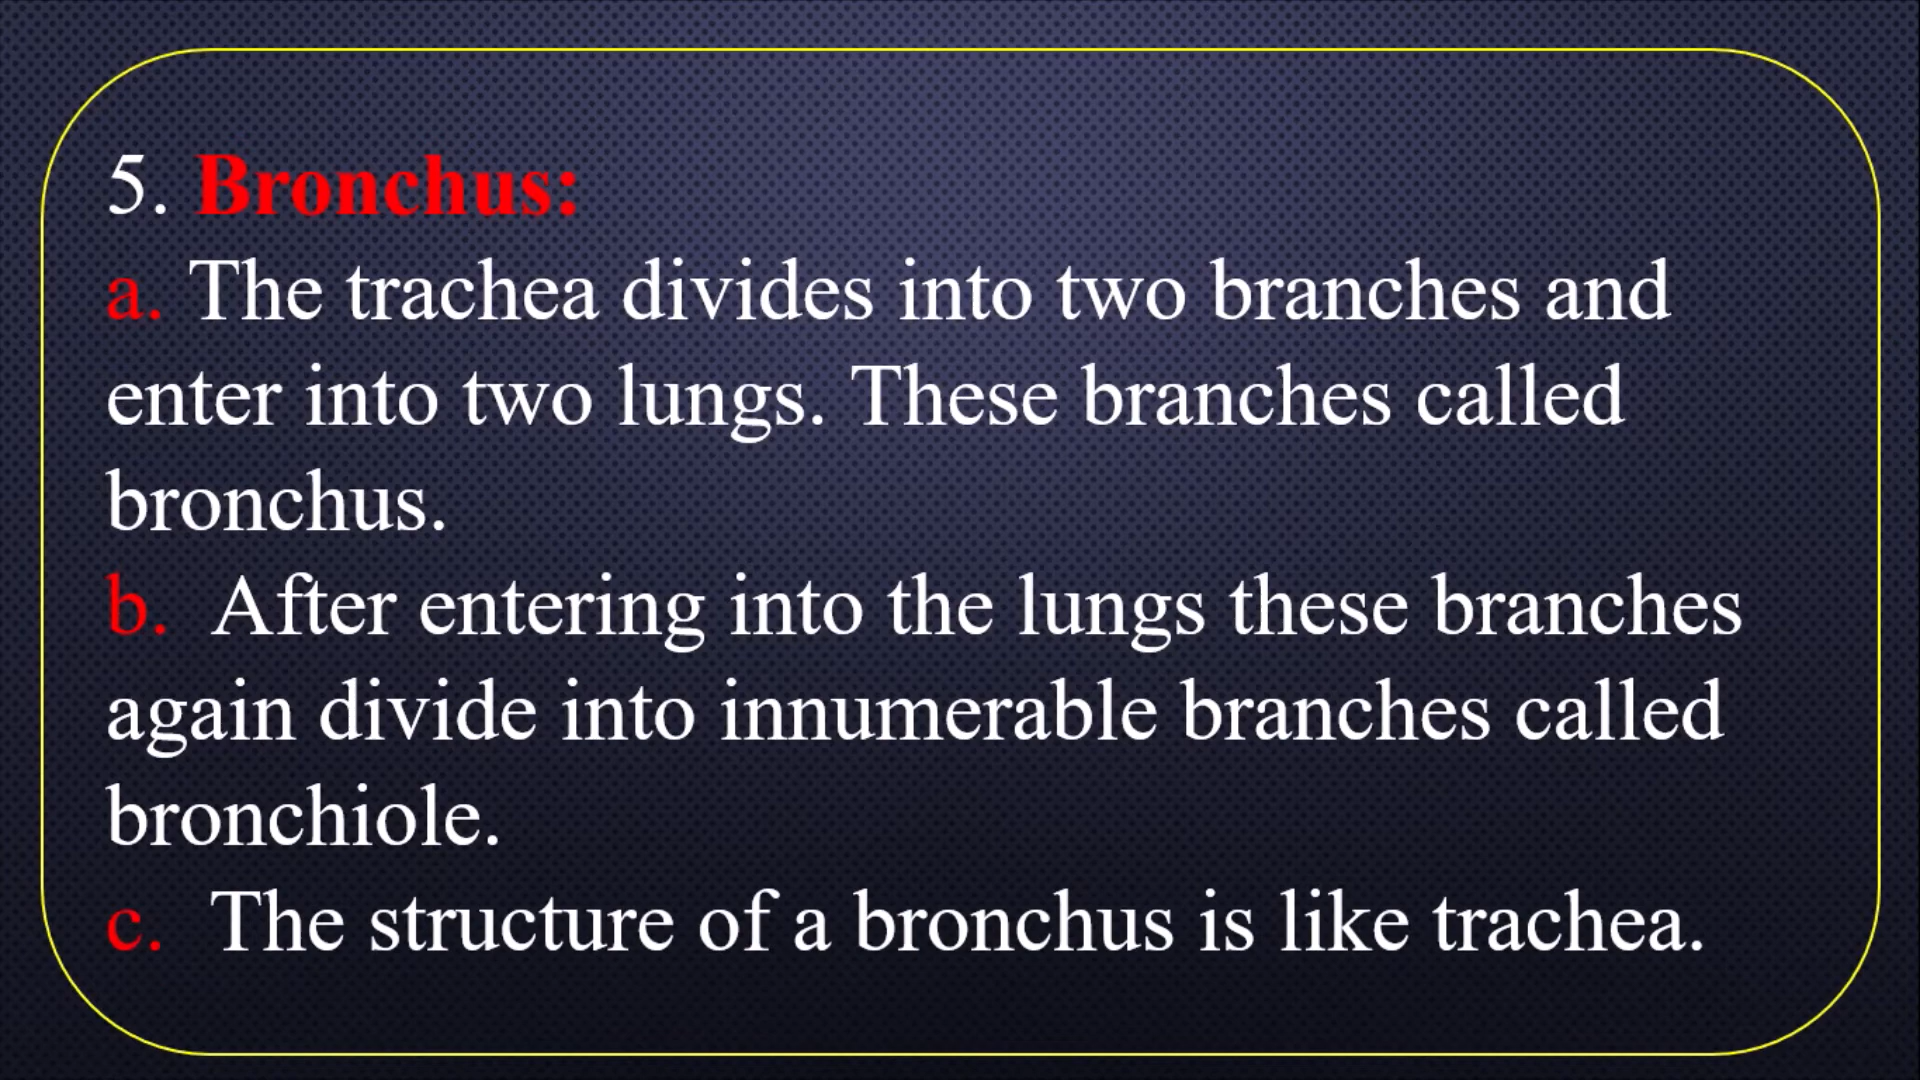 5. Bronchus:
a. The trachea divides into two branches and
enter into two lungs. These branches called
bronchus.
b. After entering into the lungs these branches
again divide into innumerable branches called
bronchiole.
c. The structure of a bronchus is like trachea.